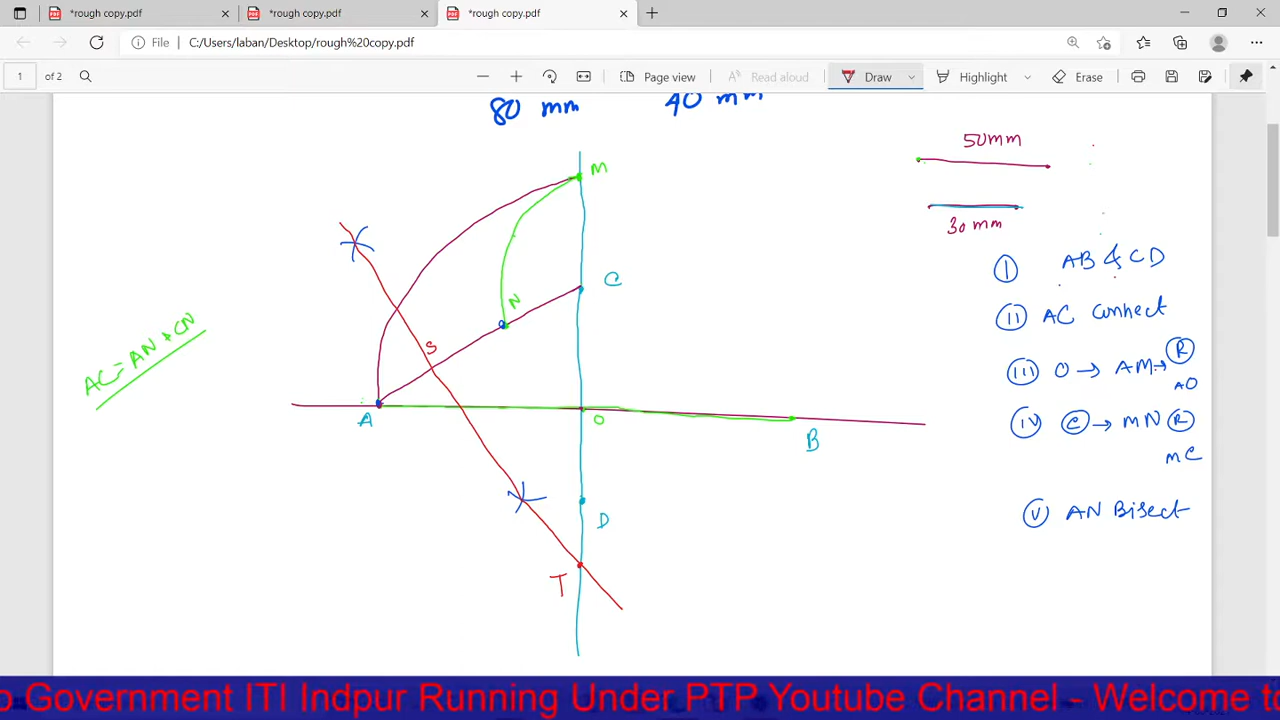 *rough copy.pdf
*rough copy.pdf
*rough copy.pdf
File
C:/Users/laban/Desktop/rough%20copy.pdf
1 of 2
Page view
Read aloud
Draw
Highlight
Erase
80 mm 40 mm
50mm
30mm
M
C
N
S
A
O
B
D
T
AC=AN+CN
I AB & CD
II AC Connect
III O → AM → R
AO
IV C → MN R
MC
V AN Bisect
o Government ITI Indpur Running Under PTP Youtube Channel - Welcome to